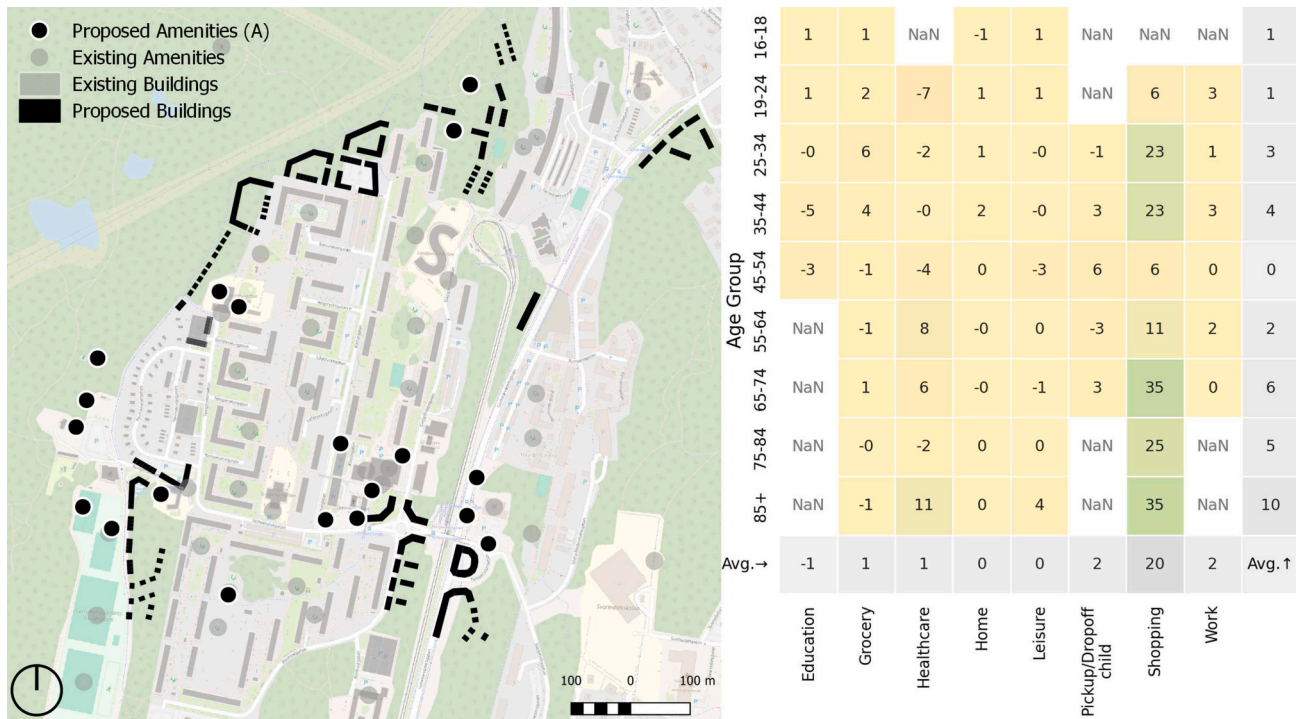 Proposed Amenities (A)
Existing Amenities
Existing Buildings
Proposed Buildings
100 0 100 m
Age Group
16-18 1 1 NaN -1 1 NaN NaN NaN 1
19-24 1 2 -7 1 1 NaN 6 3 1
25-34 -0 6 -2 1 -0 -1 23 1 3
35-44 -5 4 -0 2 -0 3 23 3 4
45-54 -3 -1 -4 0 -3 6 6 0 0
55-64 NaN -1 8 -0 0 -3 11 2 2
65-74 NaN 1 6 -0 -1 3 35 0 6
75-84 NaN -0 -2 0 0 NaN 25 NaN 5
85+ NaN -1 11 0 4 NaN 35 NaN 10
Avg.→ -1 1 1 0 0 2 20 2 Avg.↑
Education
Grocery
Healthcare
Home
Leisure
Pickup/Dropoff
child
Shopping
Work